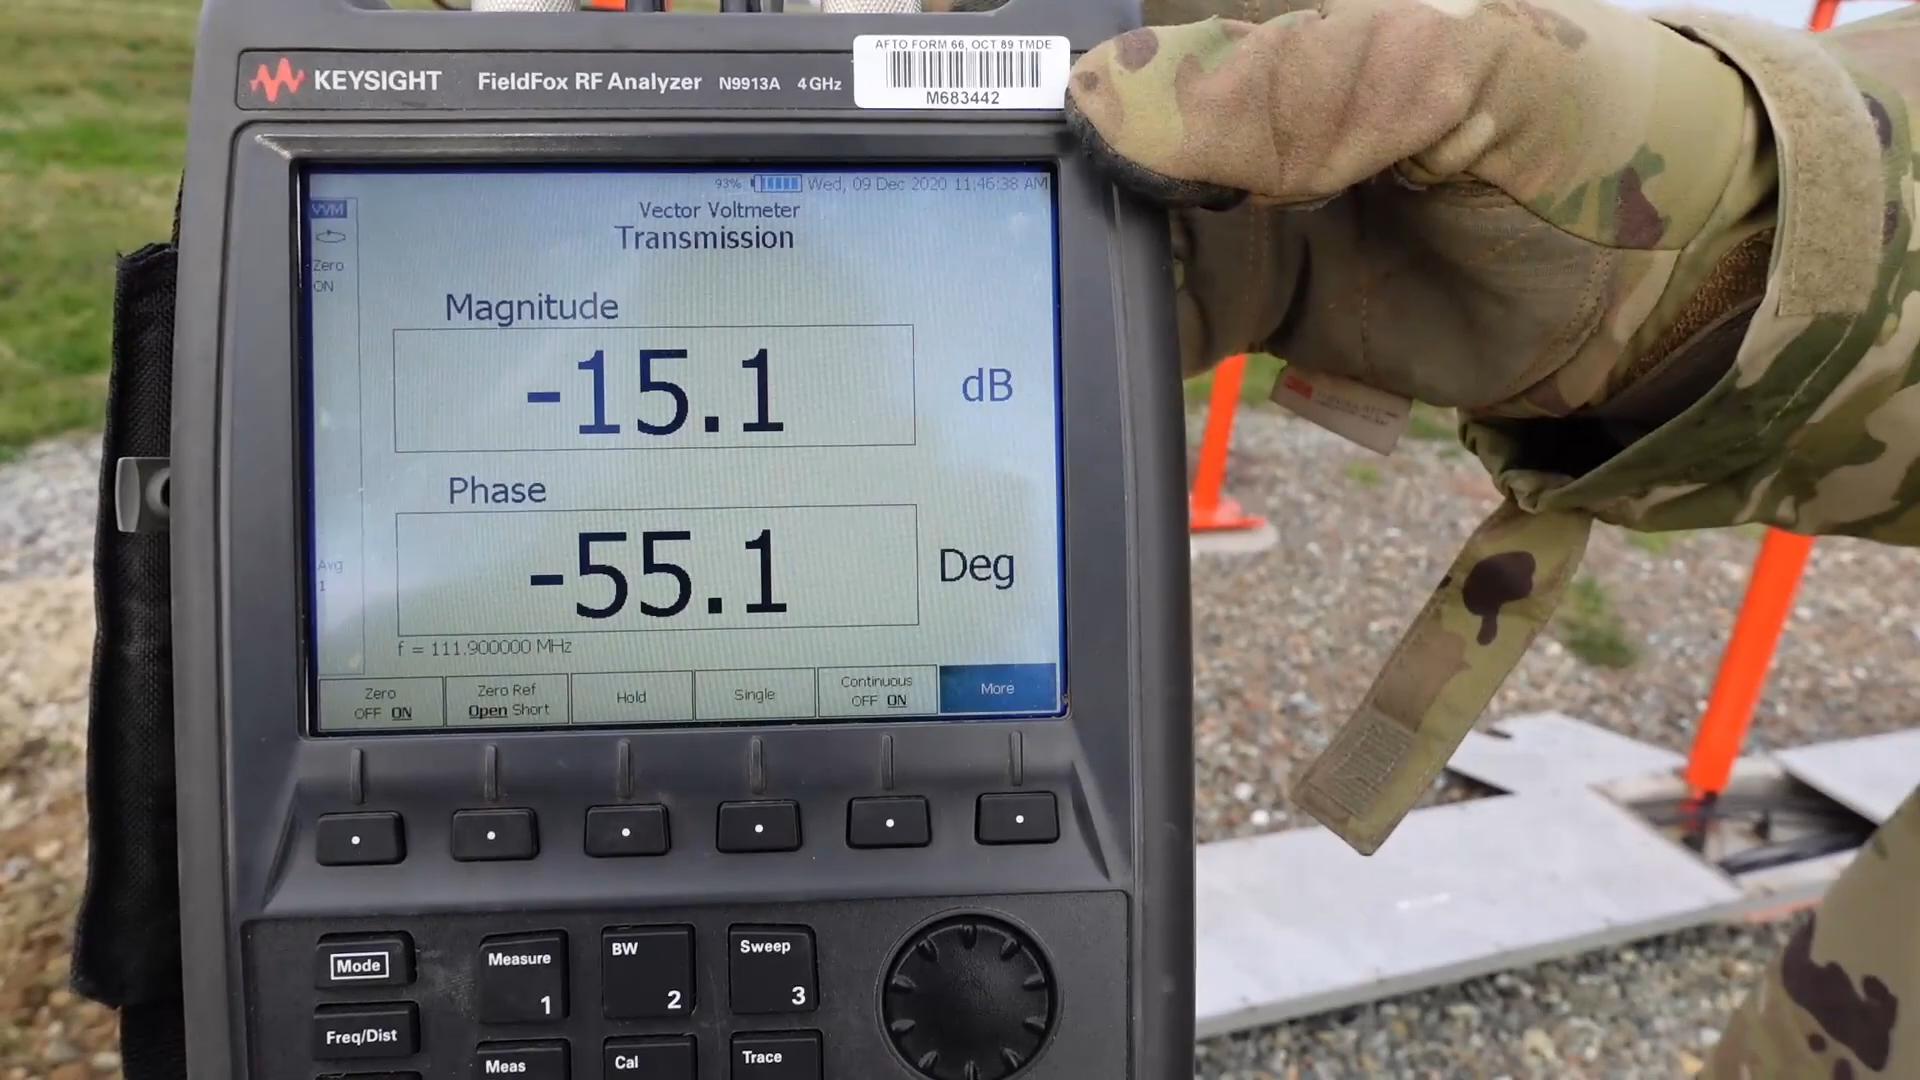 KEYSIGHT FieldFox RF Analyzer N9913A 4 GHz
AFTO FORM 66, OCT 89 TMDE
M683442
93% Wed, 09 Dec 2020 11:46:38 AM
VVM
Vector Voltmeter
Transmission
Zero
ON
Magnitude
-15.1 dB
Phase
-55.1 Deg
Avg
1
f = 111.900000 MHz
Zero
OFF ON
Zero Ref
Open Short
Hold
Single
Continuous
OFF ON
More
Mode
Measure
1
BW
2
Sweep
3
Freq/Dist
Meas
Cal
Trace
3M